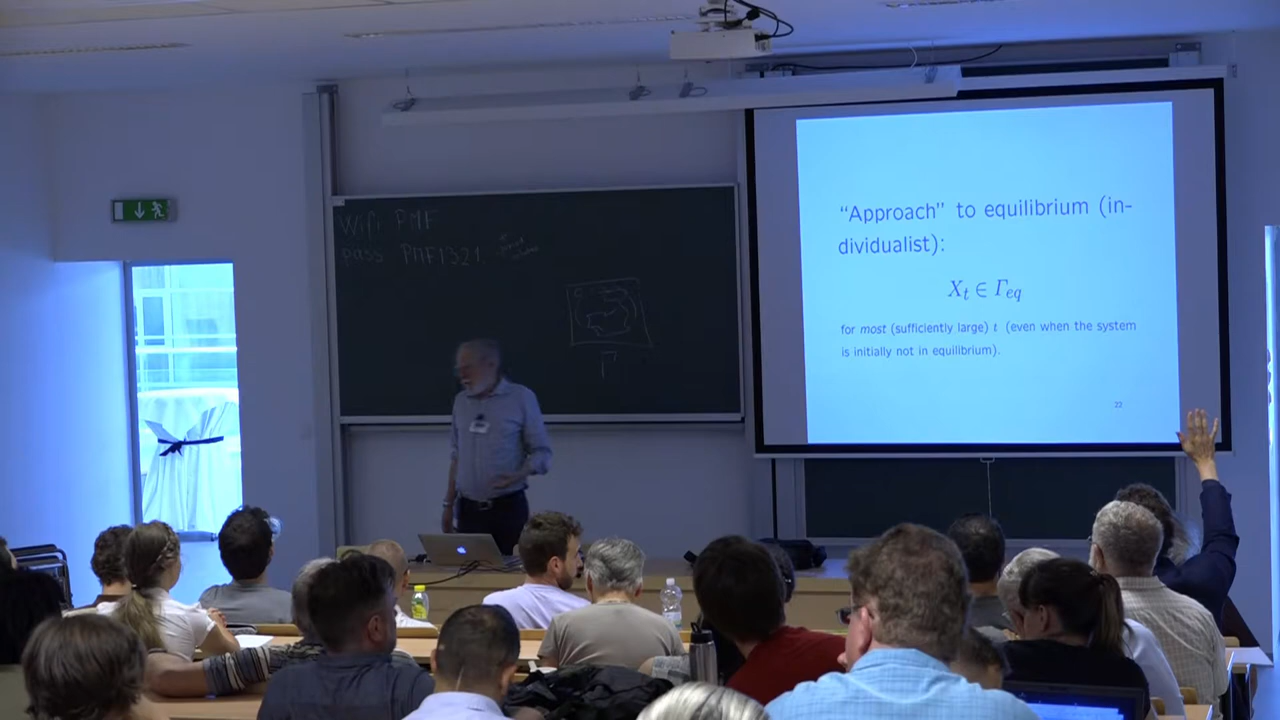 Wifi PMF
pass PMF1321
Γ
“Approach” to equilibrium (in-
dividualist):
X_t ∈ Γ_eq
for most (sufficiently large) t (even when the system
is initially not in equilibrium).
22